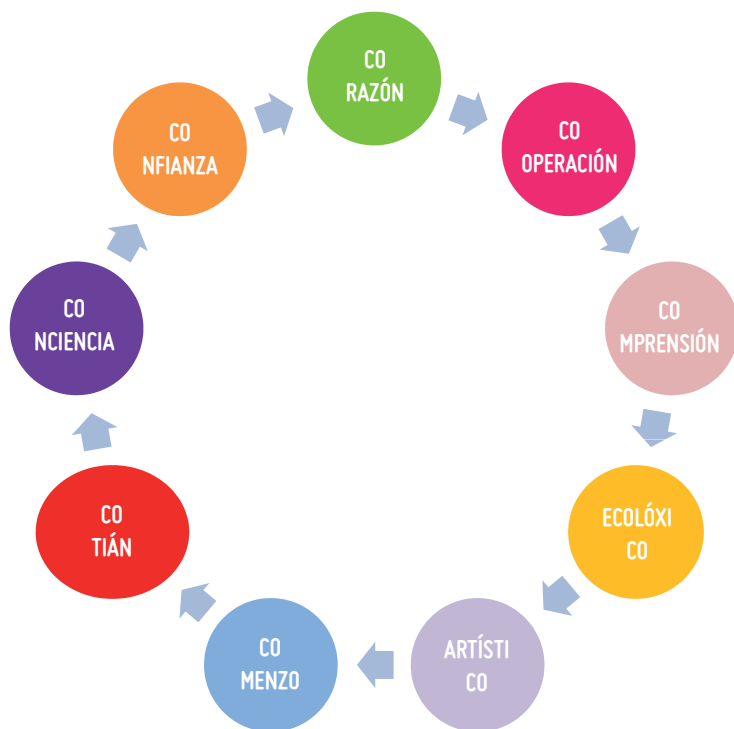 CO
RAZÓN
CO
OPERACIÓN
CO
MPRENSIÓN
ECOLÓXI
CO
ARTÍSTI
CO
CO
MENZO
CO
TIÁN
CO
NCIENCIA
CO
NFIANZA